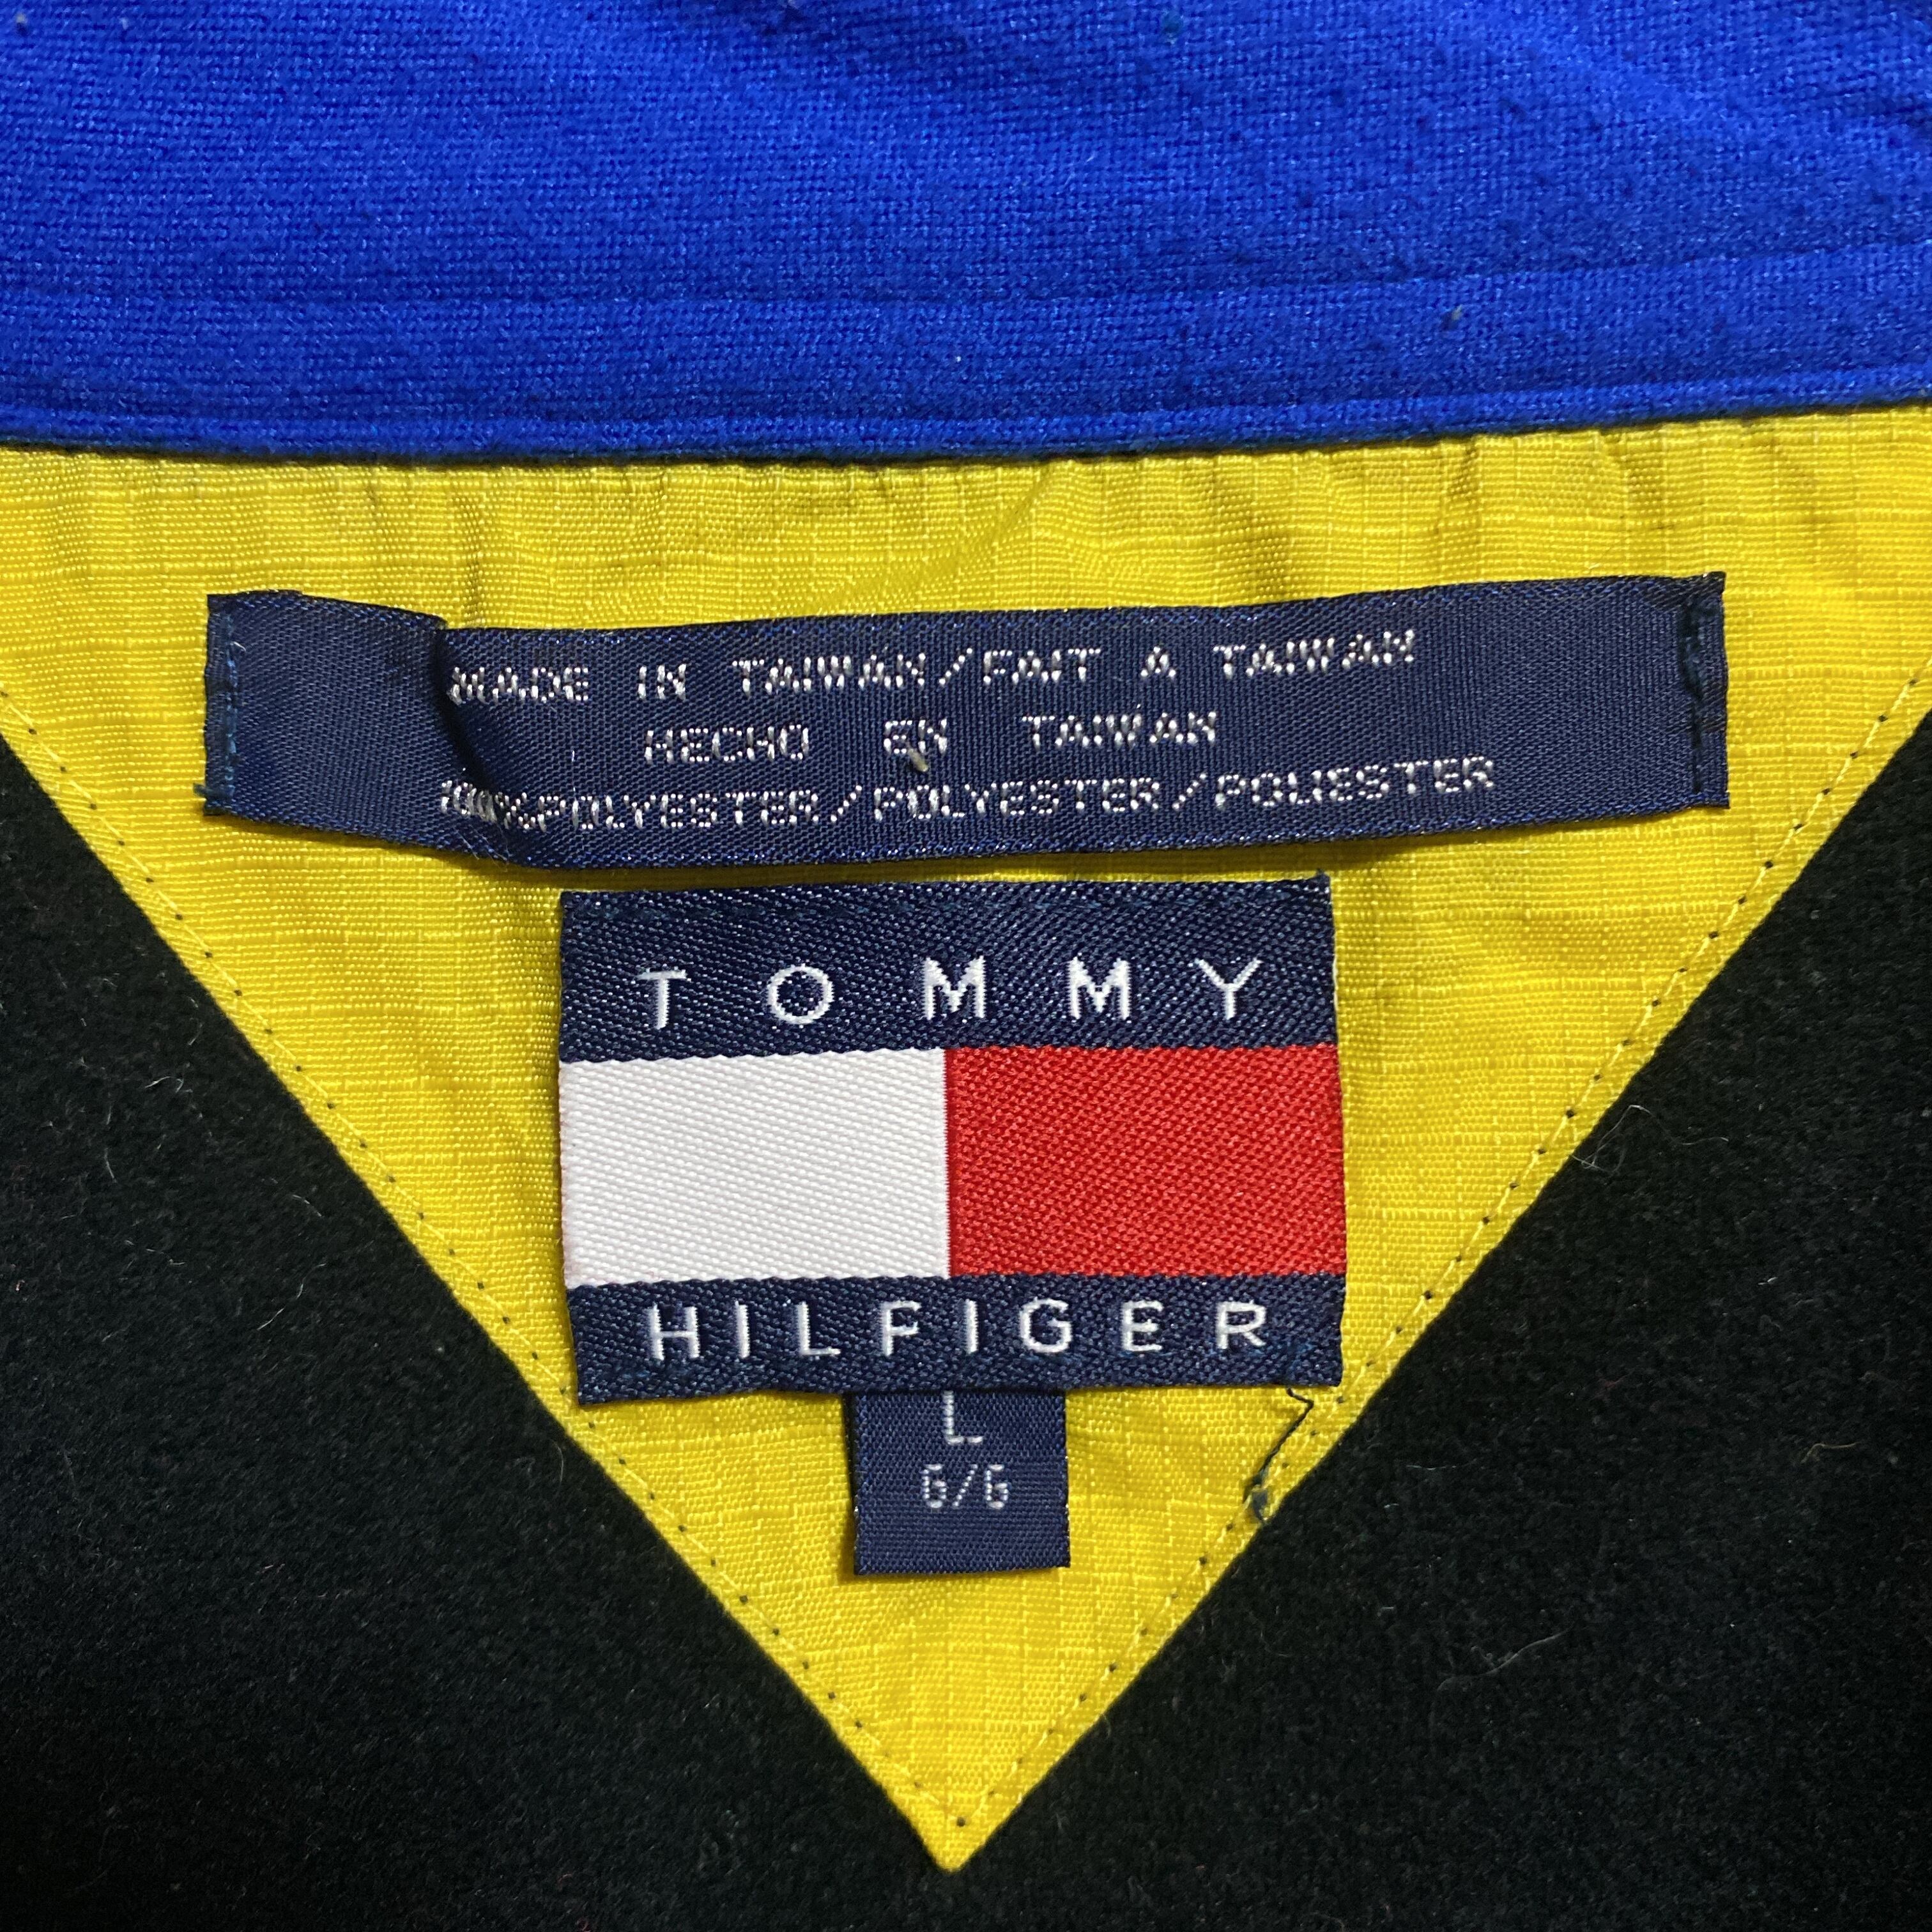 MADE IN TAIWAN/FAIT A TAIWAN
HECHO EN TAIWAN
100%POLYESTER/POLYESTER/POLIESTER
TOMMY
HILFIGER
L
G/G